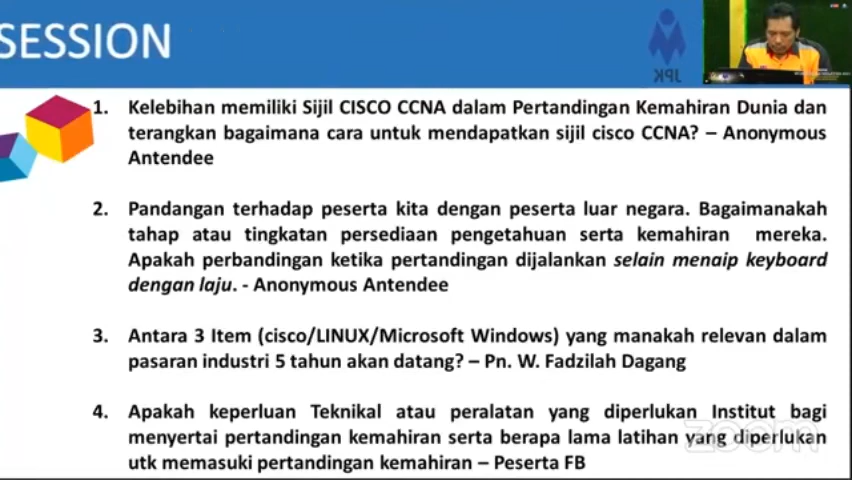 SESSION
JPK
1. Kelebihan memiliki Sijil CISCO CCNA dalam Pertandingan Kemahiran Dunia dan
terangkan bagaimana cara untuk mendapatkan sijil cisco CCNA? – Anonymous
Antendee
2. Pandangan terhadap peserta kita dengan peserta luar negara. Bagaimanakah
tahap atau tingkatan persediaan pengetahuan serta kemahiran mereka.
Apakah perbandingan ketika pertandingan dijalankan selain menaip keyboard
dengan laju. - Anonymous Antendee
3. Antara 3 Item (cisco/LINUX/Microsoft Windows) yang manakah relevan dalam
pasaran industri 5 tahun akan datang? – Pn. W. Fadzilah Dagang
4. Apakah keperluan Teknikal atau peralatan yang diperlukan Institut bagi
menyertai pertandingan kemahiran serta berapa lama latihan yang diperlukan
utk memasuki pertandingan kemahiran – Peserta FB
zoom